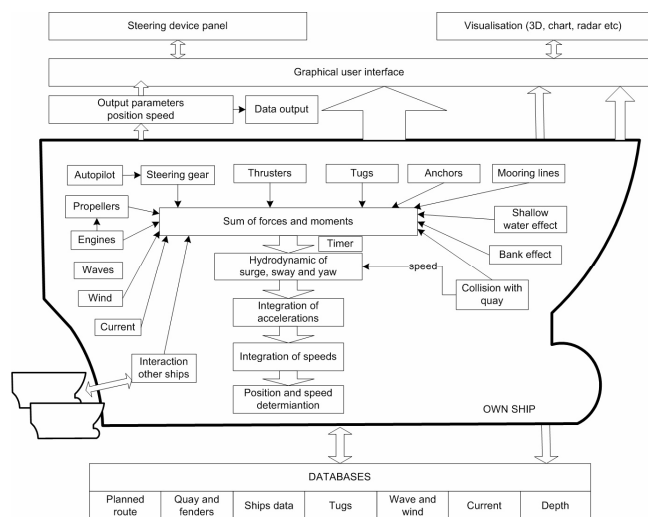 Steering device panel
Visualisation (3D, chart, radar etc)
Graphical user interface
Output parameters
position speed
Data output
Autopilot
Steering gear
Thrusters
Tugs
Anchors
Mooring lines
Propellers
Sum of forces and moments
Shallow
water effect
Engines
Timer
Bank effect
Waves
Hydrodynamic of
surge, sway and yaw
speed
Collision with
quay
Wind
Integration of
accelerations
Current
Integration of speeds
Interaction
other ships
Position and speed
determiantion
OWN SHIP
DATABASES
Planned
route
Quay and
fenders
Ships data
Tugs
Wave and
wind
Current
Depth